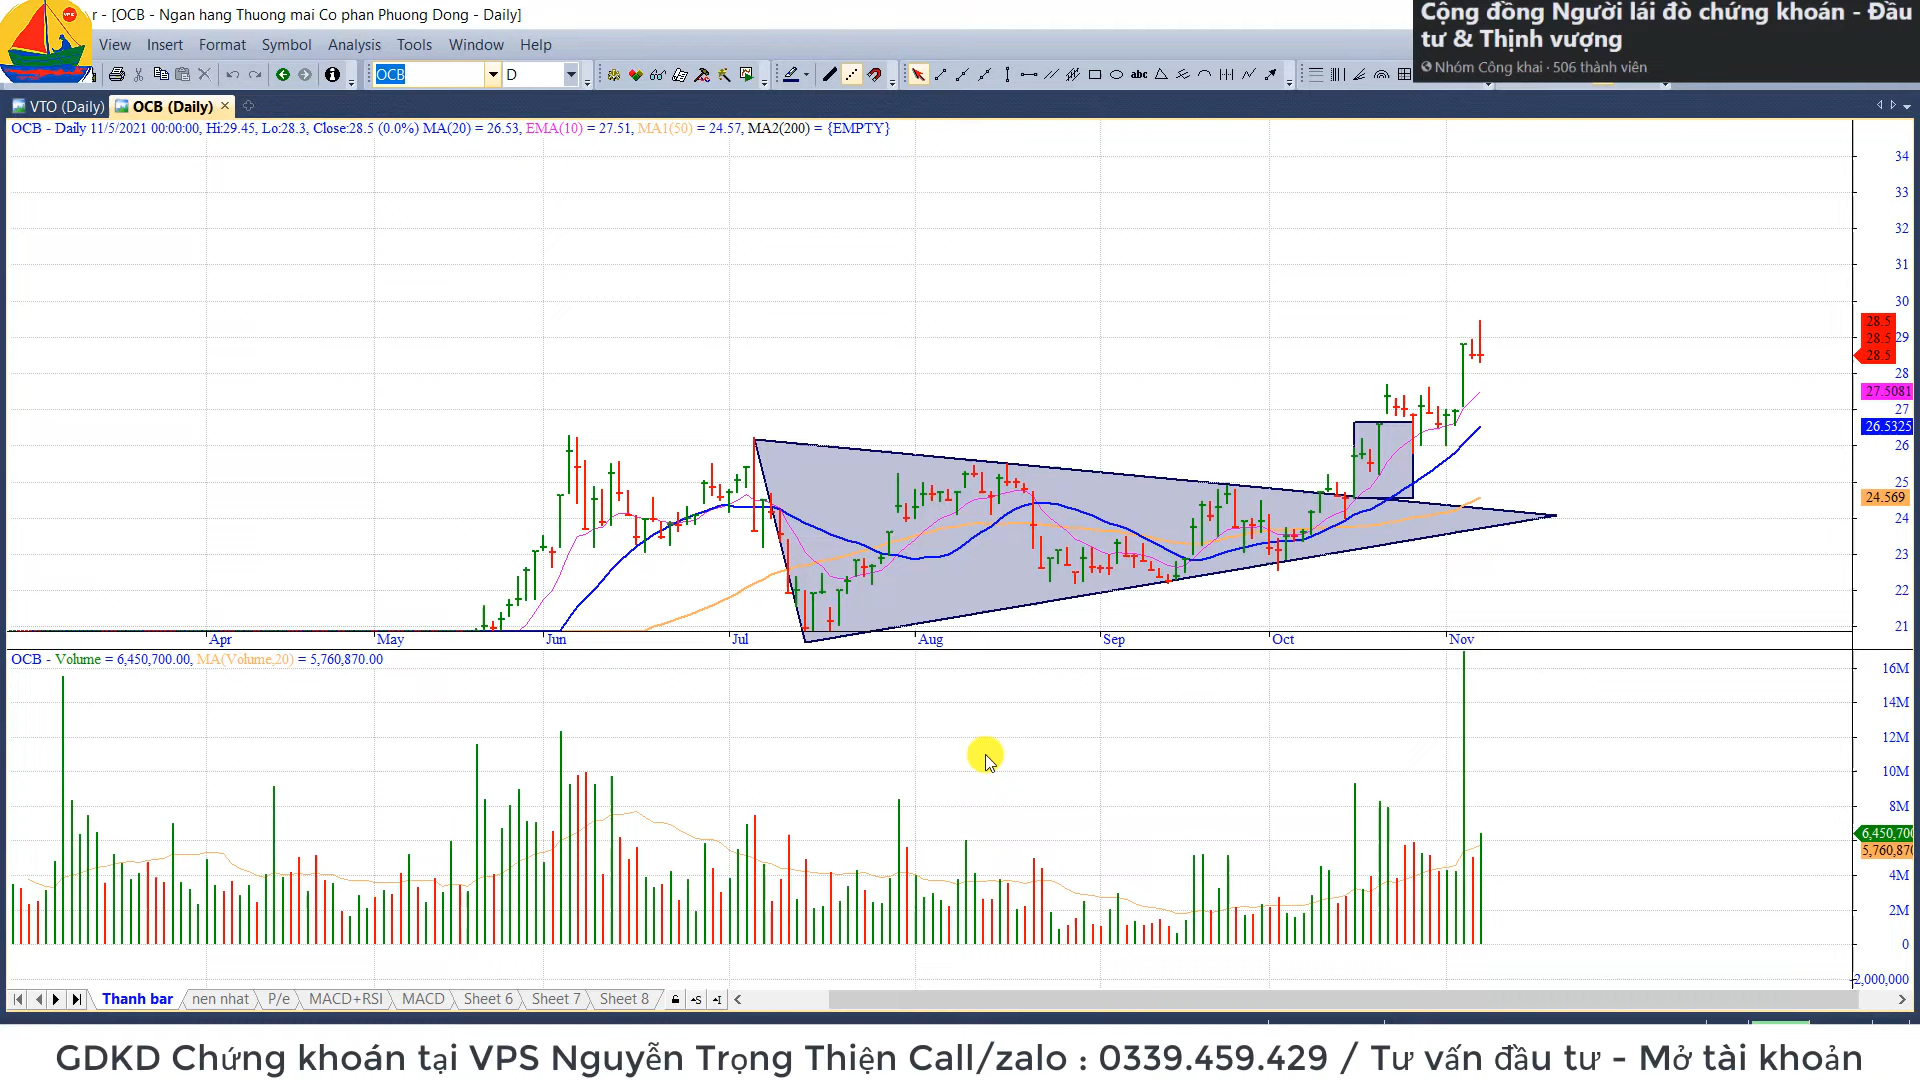 r - [OCB - Ngan hang Thuong mai Co phan Phuong Dong - Daily]
Cộng đồng Người lái đò chứng khoán - Đầu
tư & Thịnh vượng
Nhóm Công khai · 506 thành viên
View Insert Format Symbol Analysis Tools Window Help
OCB D abc
VTO (Daily) OCB (Daily)
OCB - Daily 11/5/2021 00:00:00, Hi:29.45, Lo:28.3, Close:28.5 (0.0%) MA(20) = 26.53, EMA(10) = 27.51, MA1(50) = 24.57, MA2(200) = {EMPTY}
34
33
32
31
30
28.5
28.5 29
28.5
28
27.5081
27
26.5325
26
25
24.569
24
23
22
21
Apr May Jun Jul Aug Sep Oct Nov
OCB - Volume = 6,450,700.00, MA(Volume,20) = 5,760,870.00
16M
14M
12M
10M
8M
6,450,700
5,760,870
4M
2M
0
-2,000,000
Thanh bar nen nhat P/e MACD+RSI MACD Sheet 6 Sheet 7 Sheet 8
GDKD Chứng khoán tại VPS Nguyễn Trọng Thiện Call/zalo : 0339.459.429 / Tư vấn đầu tư - Mở tài khoản